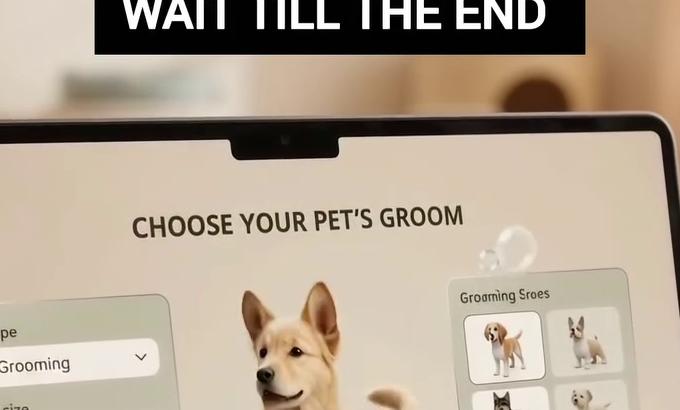 WAIT TILL THE END
CHOOSE YOUR PET'S GROOM
Grooming Sroes
pe
Grooming
size